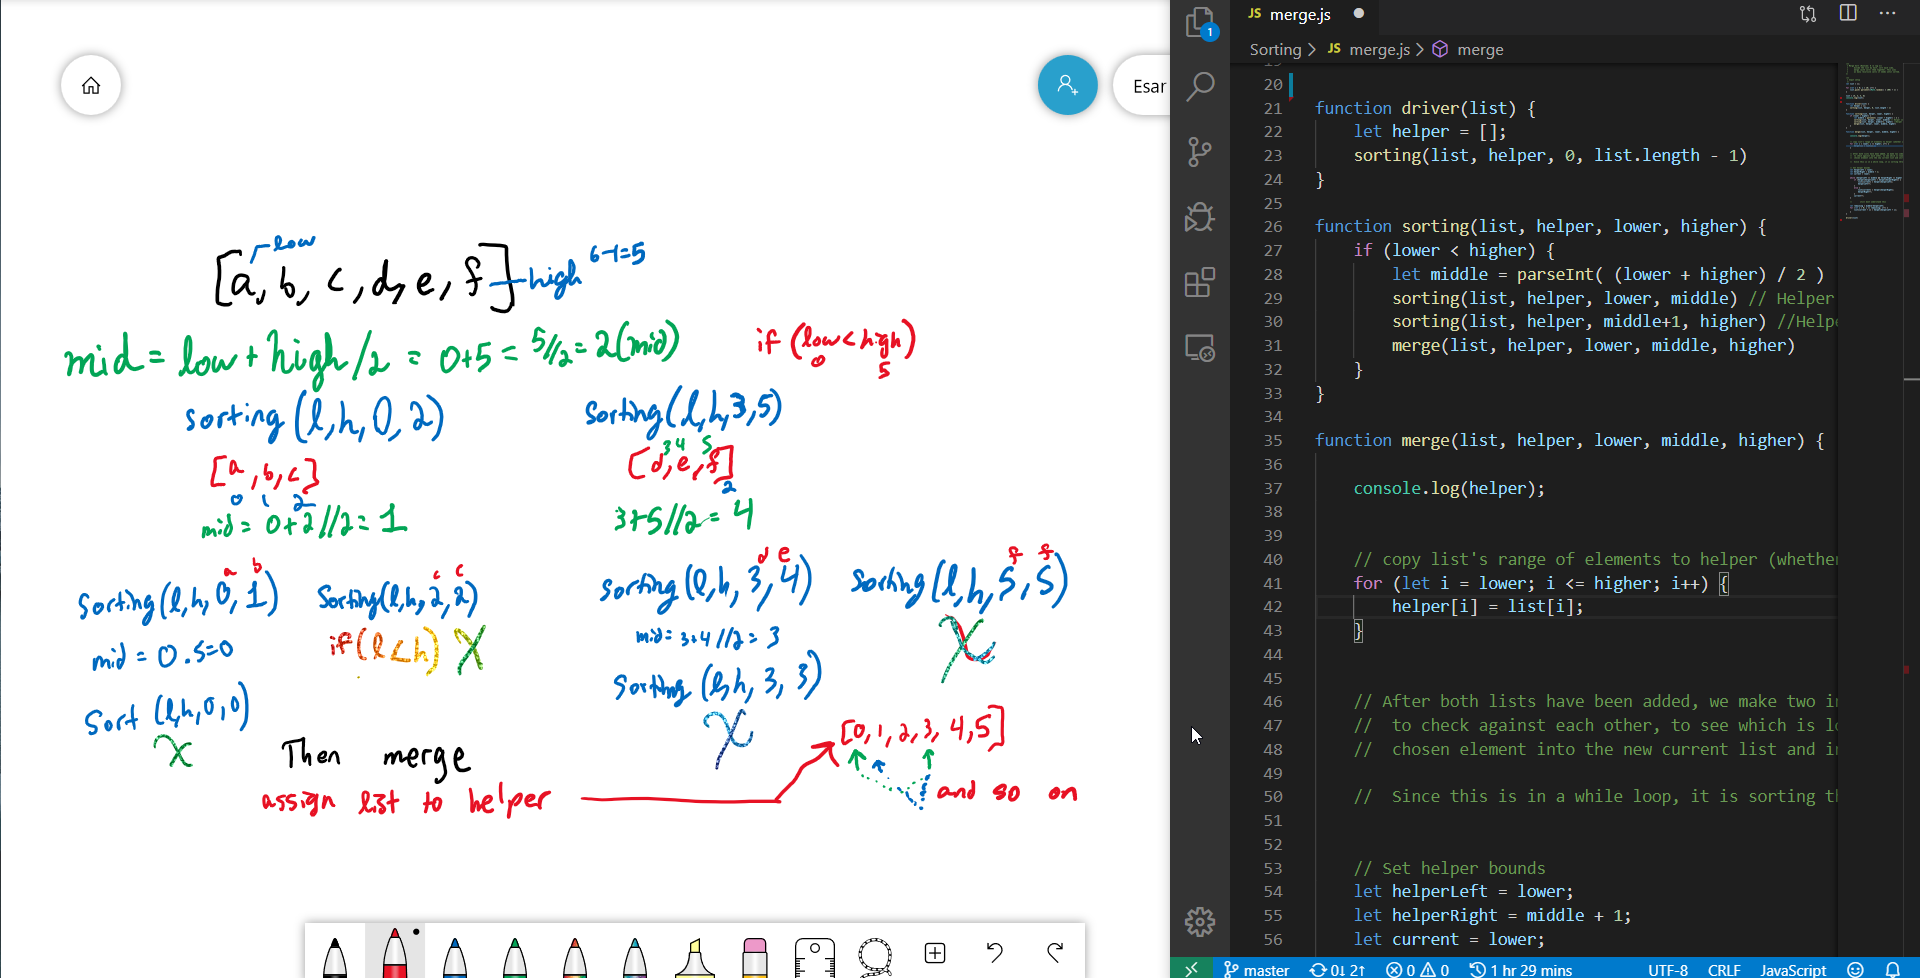 Esar
low
[a, b, c, d, e, f]
high 6-1=5
mid = low + high/2 = 0+5 = 5//2 = 2(mid)
if (low<high)
0
5
sorting (l,h,0,2)
sorting(l,h,3,5)
3 4 5
[a, b, c]
[d, e, f]
0 1 2
2
mid = 0+2//2 = 1
3+5//2 = 4
a b
c c
d e
f f
sorting(l,h,0,1)
sorting(l,h,2,2)
sorting(l,h,3,4)
sorting(l,h,5,5)
mid = 0.5=0
if(l<h) X
mid = 3+4//2 = 3
X
sort (l,h,0,0)
sorting (l,h,3,3)
X
X
Then merge
[0,1,2,3,4,5]
assign list to helper
and so on
1
JS merge.js
Sorting > JS merge.js > merge
19
20
21 function driver(list) {
22 let helper = [];
23 sorting(list, helper, 0, list.length - 1)
24 }
25
26 function sorting(list, helper, lower, higher) {
27 if (lower < higher) {
28 let middle = parseInt( (lower + higher) / 2 )
29 sorting(list, helper, lower, middle) // Helper
30 sorting(list, helper, middle+1, higher) //Helpe
31 merge(list, helper, lower, middle, higher)
32 }
33 }
34
35 function merge(list, helper, lower, middle, higher) {
36
37 console.log(helper);
38
39
40 // copy list's range of elements to helper (whether
41 for (let i = lower; i <= higher; i++) {
42 helper[i] = list[i];
43 }
44
45
46 // After both lists have been added, we make two in
47 // to check against each other, to see which is lo
48 // chosen element into the new current list and in
49
50 // Since this is in a while loop, it is sorting th
51
52
53 // Set helper bounds
54 let helperLeft = lower;
55 let helperRight = middle + 1;
56 let current = lower;
master 0↓ 2↑ 0 0 1 hr 29 mins UTF-8 CRLF JavaScript